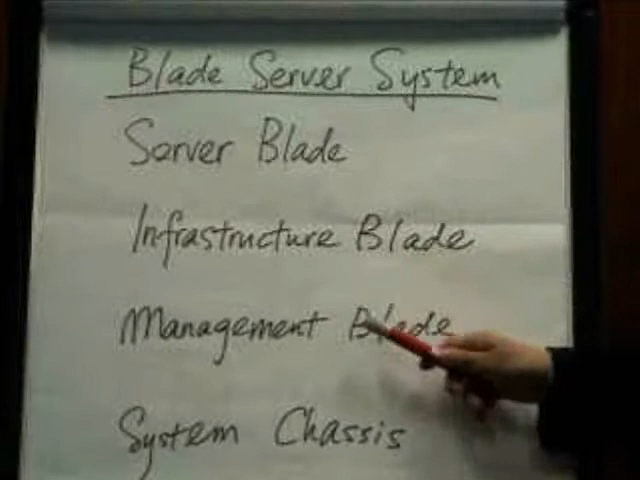 Blade Server System
Server Blade
Infrastructure Blade
Management Blade
System Chassis